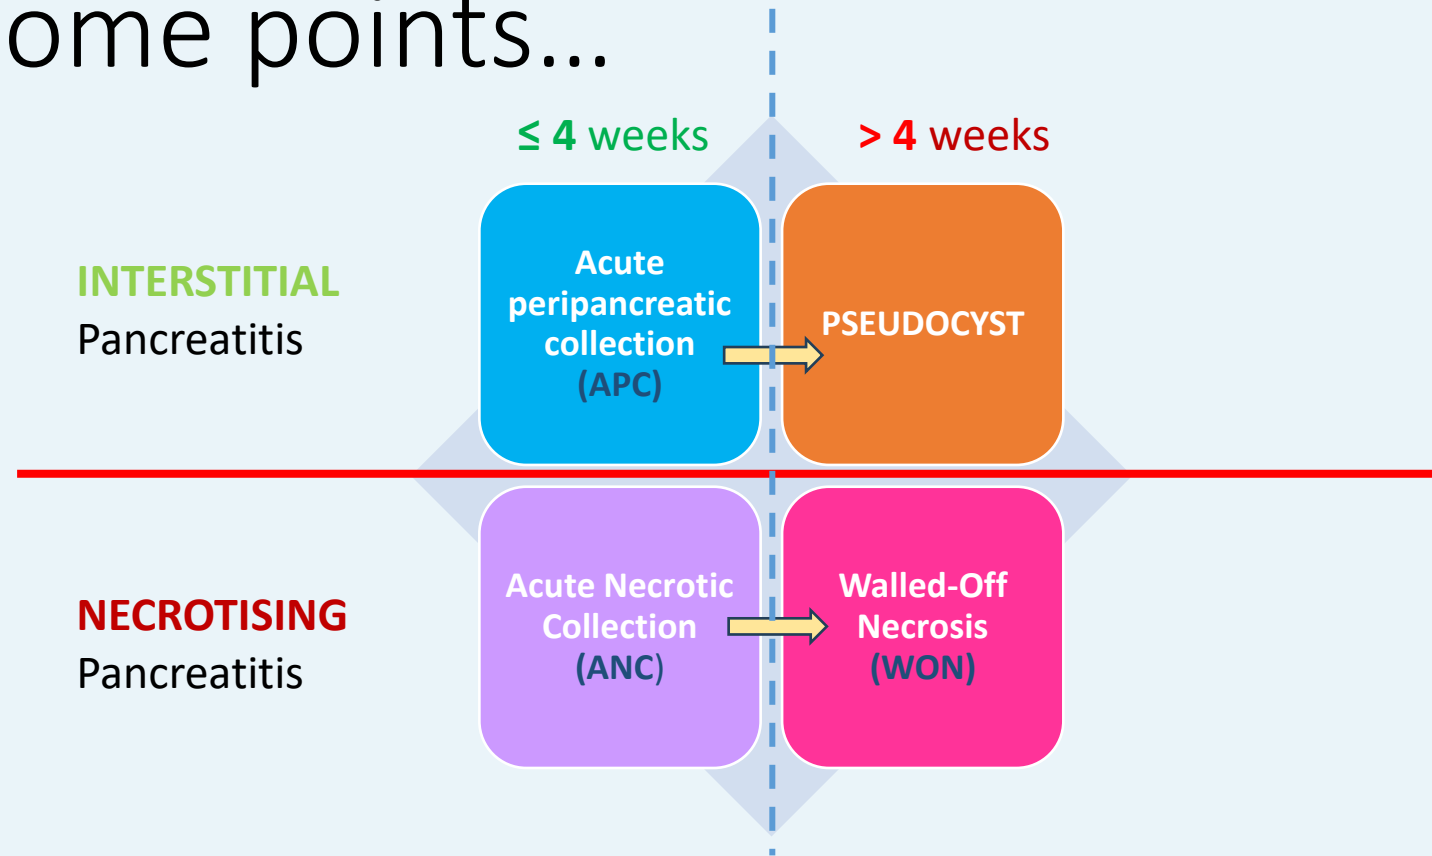 ome points...
≤ 4 weeks
> 4 weeks
INTERSTITIAL
Pancreatitis
Acute
peripancreatic
collection
(APC)
PSEUDOCYST
NECROTISING
Pancreatitis
Acute Necrotic
Collection
(ANC)
Walled-Off
Necrosis
(WON)